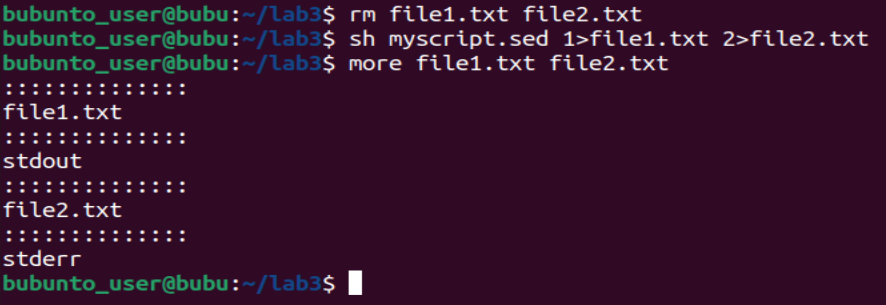 bubunto_user@bubu:~/lab3$ rm file1.txt file2.txt
bubunto_user@bubu:~/lab3$ sh myscript.sed 1>file1.txt 2>file2.txt
bubunto_user@bubu:~/lab3$ more file1.txt file2.txt
::::::::::::::
file1.txt
::::::::::::::
stdout
::::::::::::::
file2.txt
::::::::::::::
stderr
bubunto_user@bubu:~/lab3$